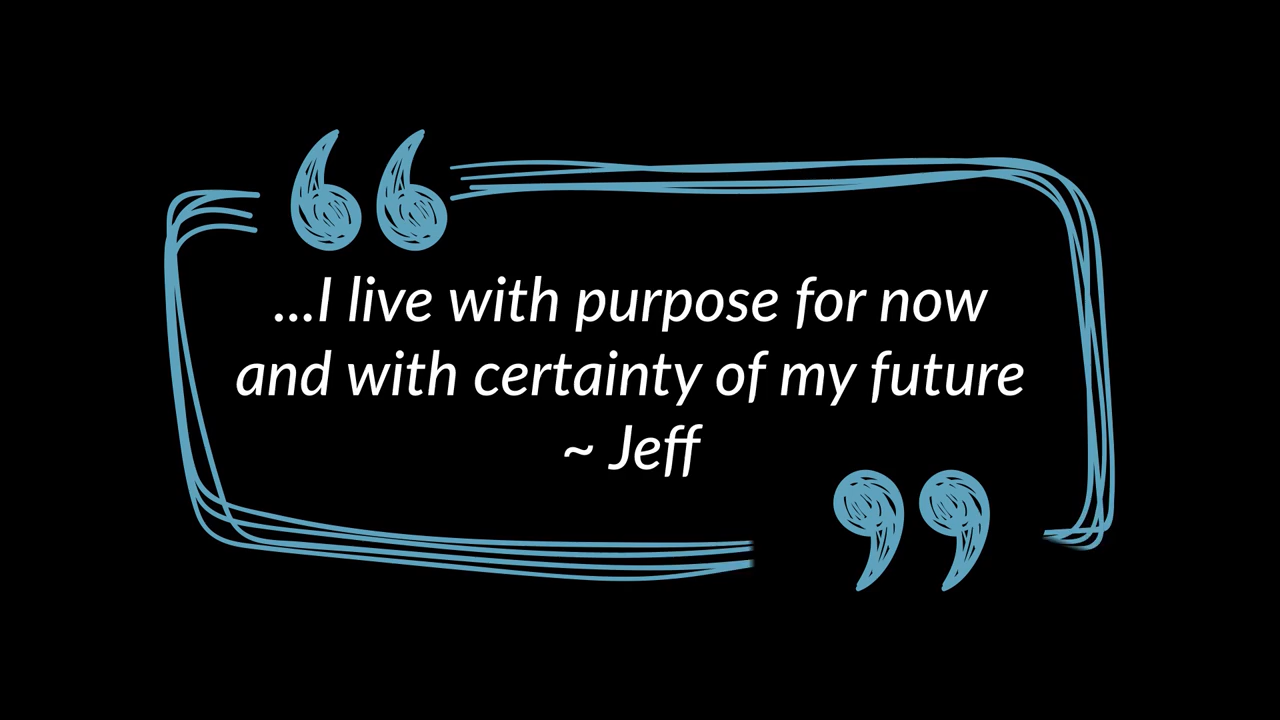 ...I live with purpose for now
and with certainty of my future
~ Jeff